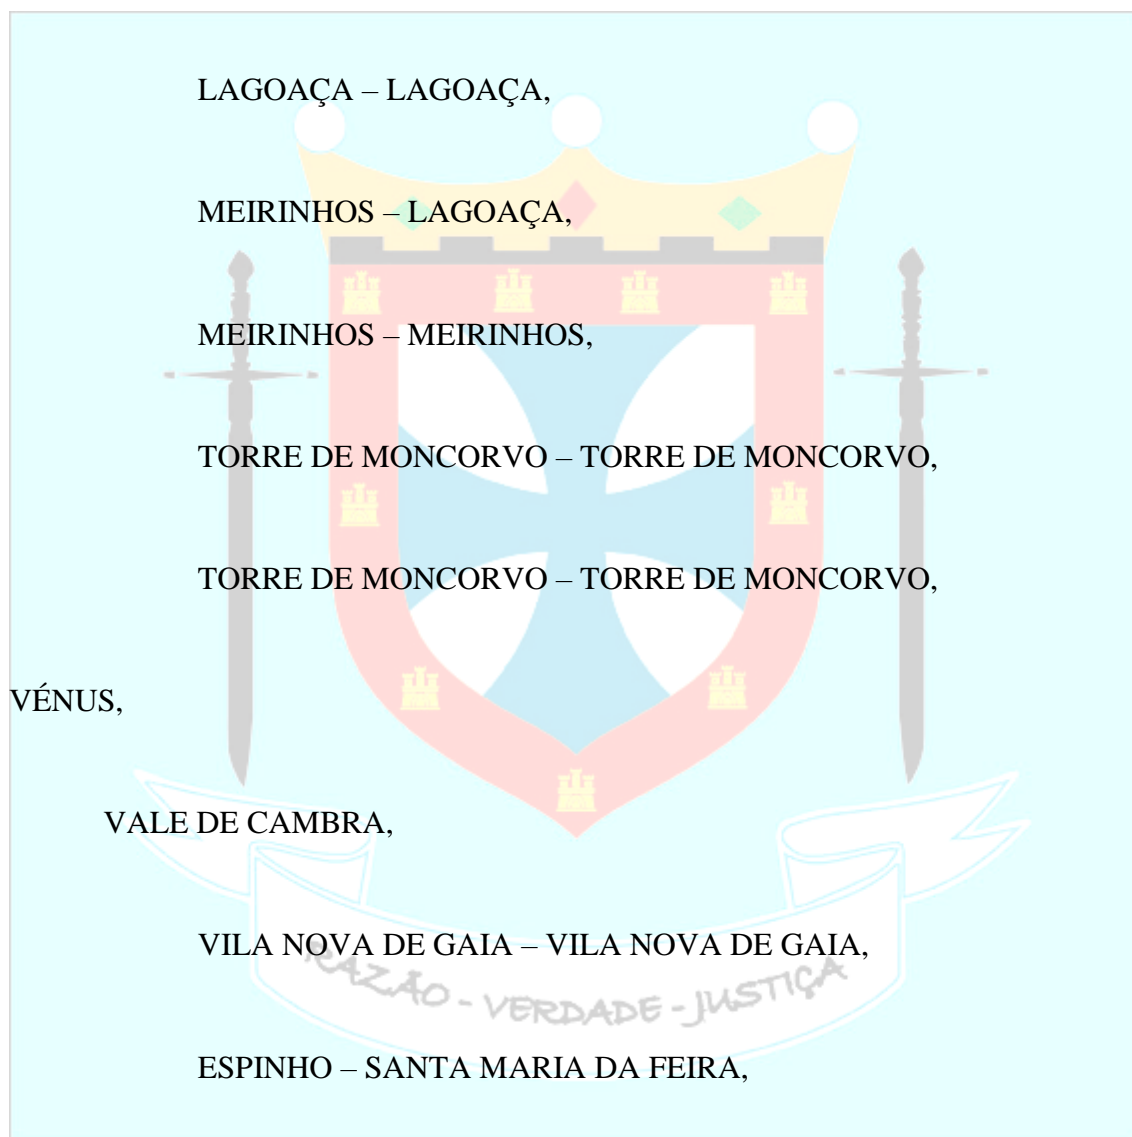 LAGOAÇA – LAGOAÇA,
MEIRINHOS – LAGOAÇA,
MEIRINHOS – MEIRINHOS,
TORRE DE MONCORVO – TORRE DE MONCORVO,
TORRE DE MONCORVO – TORRE DE MONCORVO,
VÉNUS,
VALE DE CAMBRA,
VILA NOVA DE GAIA – VILA NOVA DE GAIA,
RAZÃO - VERDADE - JUSTIÇA
ESPINHO – SANTA MARIA DA FEIRA,